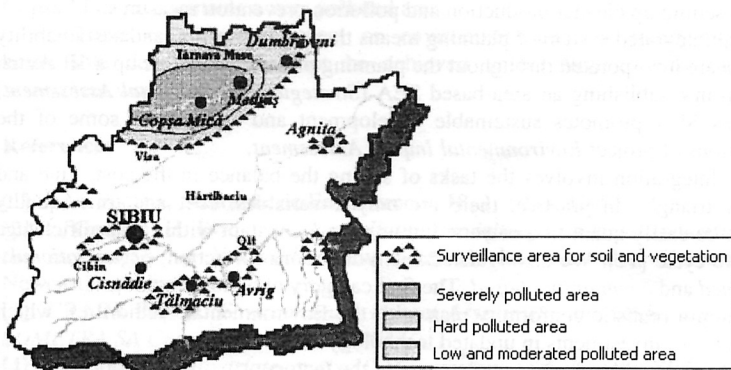 Dumbrăveni
Târnava Mare
Mediaş
Copşa Mică
Agnita
Visa
Hârtibaciu
SIBIU
Olt
Cibin
Cisnădie
Avrig
Tălmaciu
Surveillance area for soil and vegetation
Severely polluted area
Hard polluted area
Low and moderated polluted area